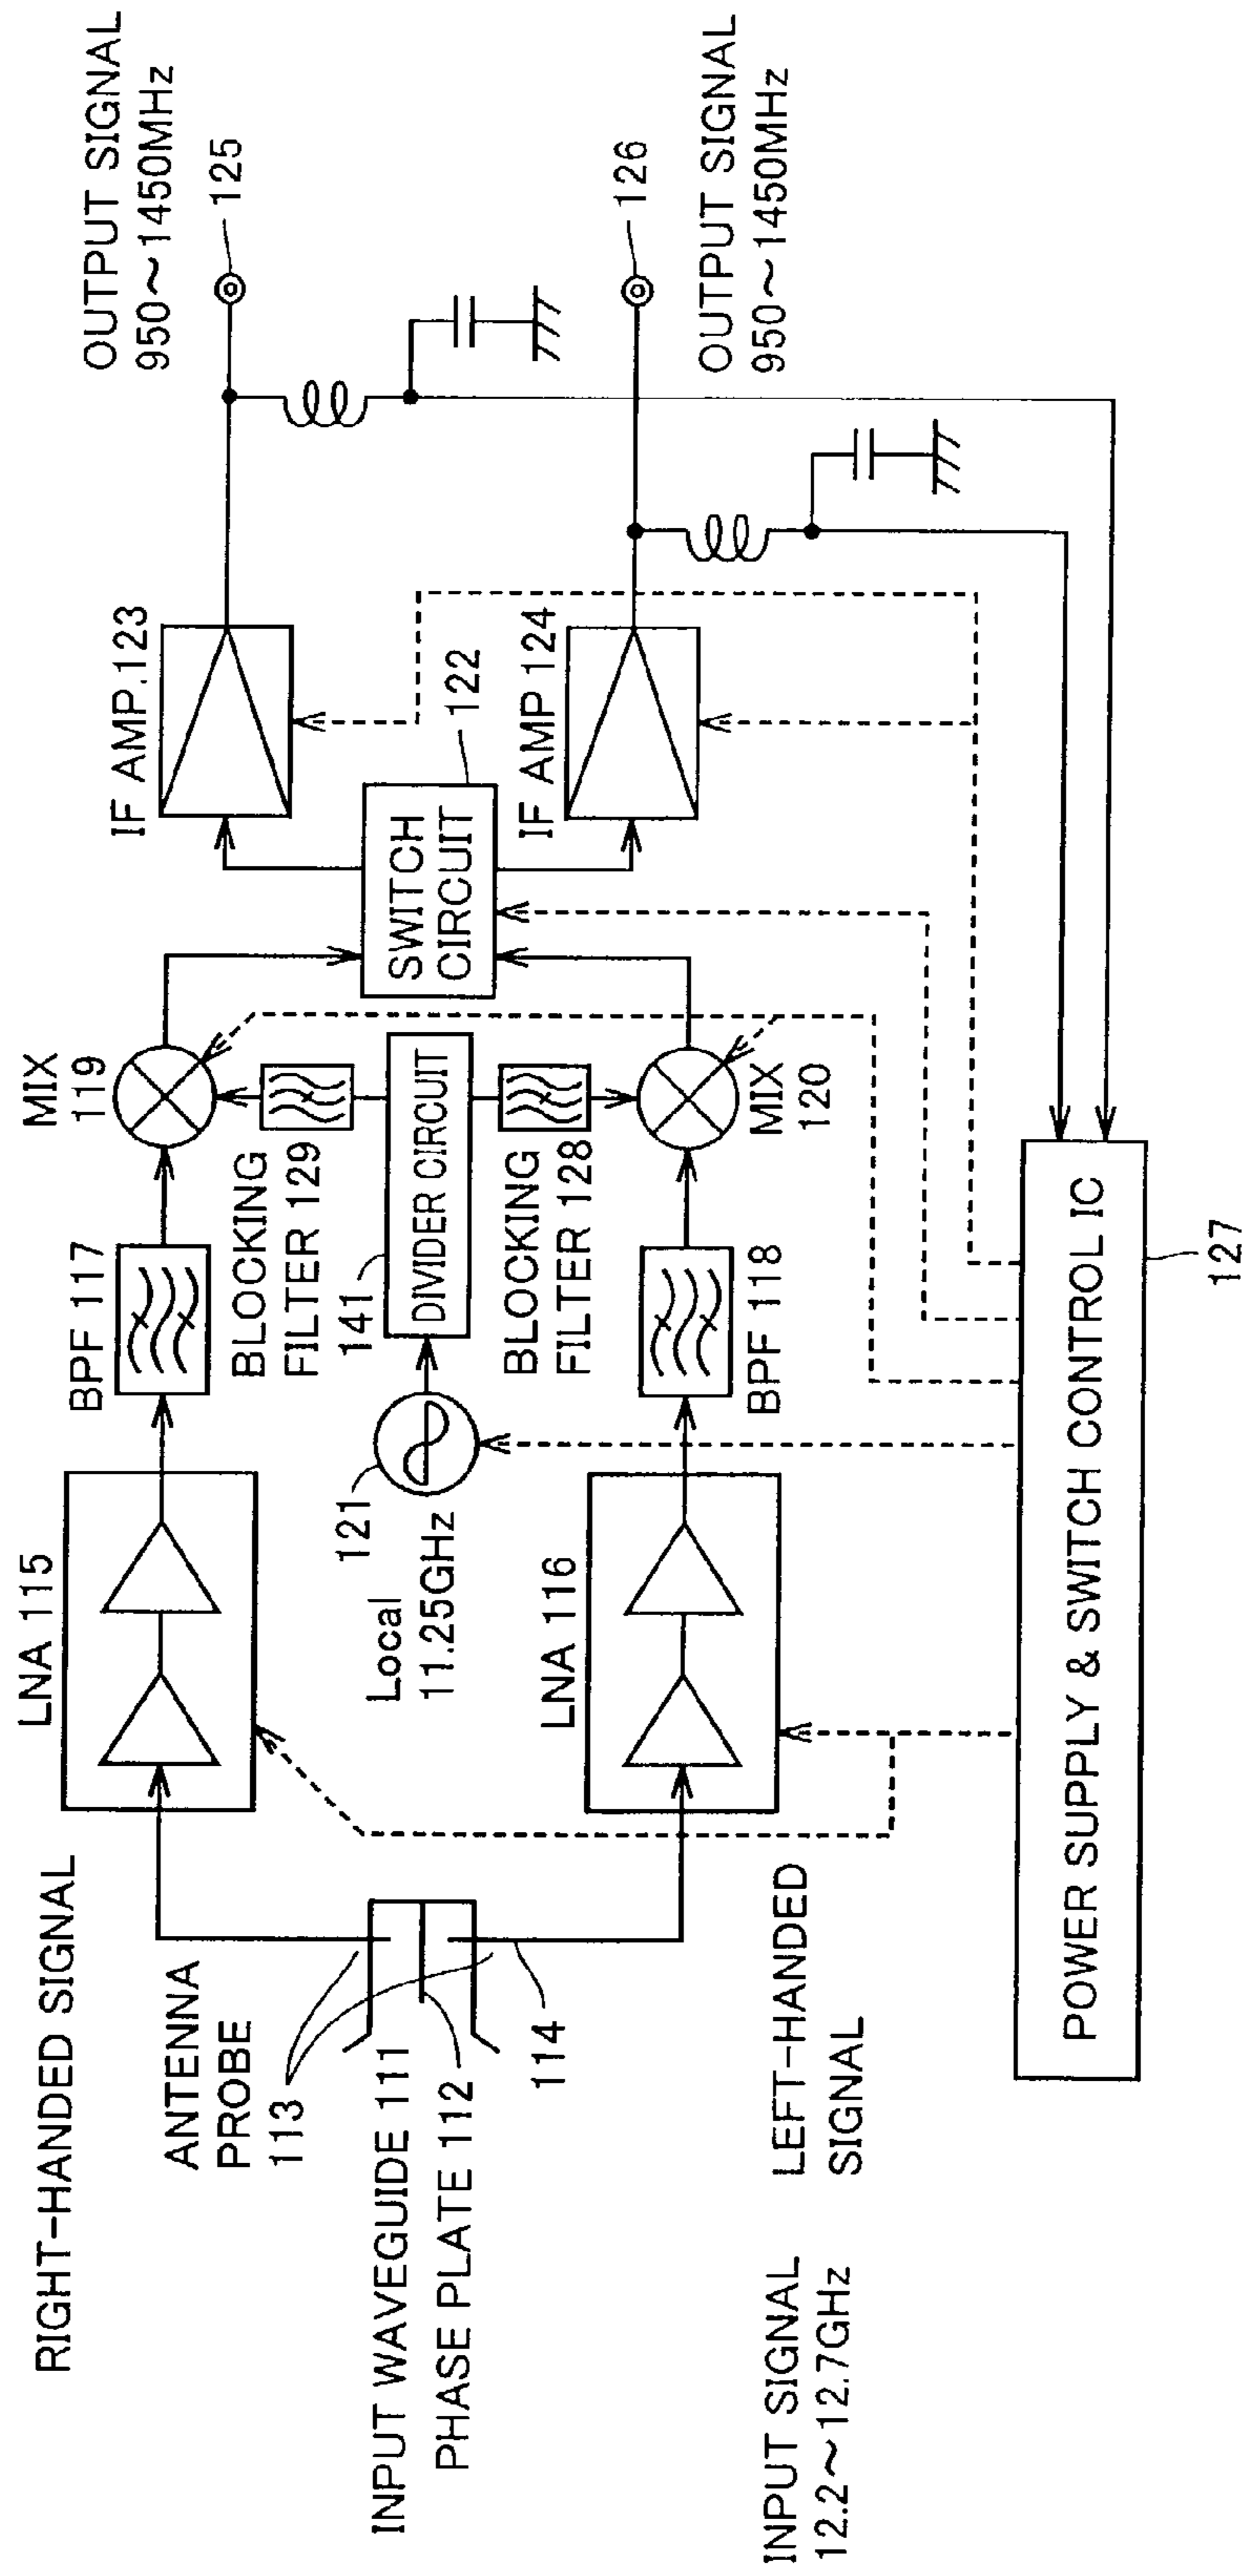 RIGHT-HANDED SIGNAL
LNA 115
BPF 117
MIX
119
IF AMP.123
OUTPUT SIGNAL
950~1450MHz
125
ANTENNA
PROBE
113
INPUT WAVEGUIDE 111
PHASE PLATE 112
114
121
Local
11.25GHz
BLOCKING
FILTER 129
141
DIVIDER CIRCUIT
BLOCKING
FILTER 128
SWITCH
CIRCUIT
122
IF AMP 124
126
OUTPUT SIGNAL
950~1450MHz
LNA 116
BPF 118
MIX
120
LEFT-HANDED
SIGNAL
INPUT SIGNAL
12.2~12.7GHz
POWER SUPPLY & SWITCH CONTROL IC
127